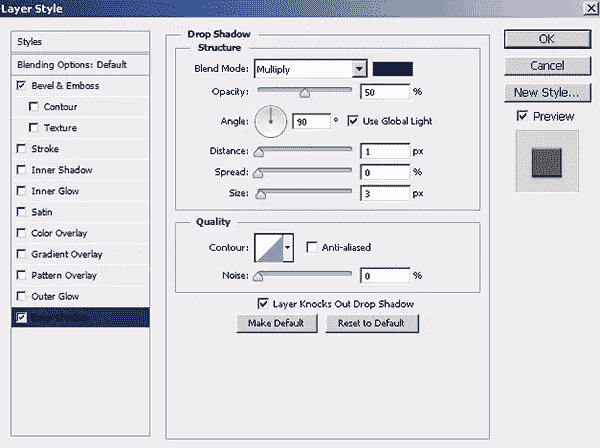 Layer Style
Styles
Blending Options: Default
Bevel & Emboss
Contour
Texture
Stroke
Inner Shadow
Inner Glow
Satin
Color Overlay
Gradient Overlay
Pattern Overlay
Outer Glow
Drop Shadow
Structure
Blend Mode: Multiply
Opacity: 50 %
Angle: 90 ° Use Global Light
Distance: 1 px
Spread: 0 %
Size: 3 px
Quality
Contour: Anti-aliased
Noise: 0 %
Layer Knocks Out Drop Shadow
Make Default Reset to Default
OK
Cancel
New Style...
Preview